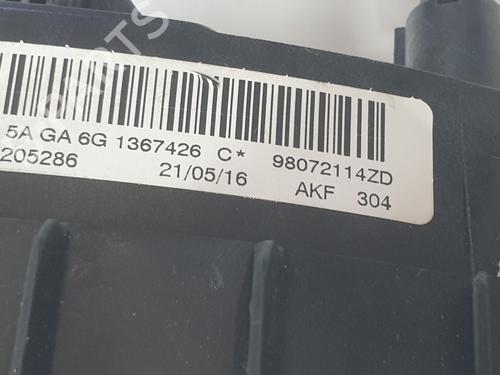 5A GA 6G 1367426 C* 98072114ZD
205286 21/05/16 AKF 304